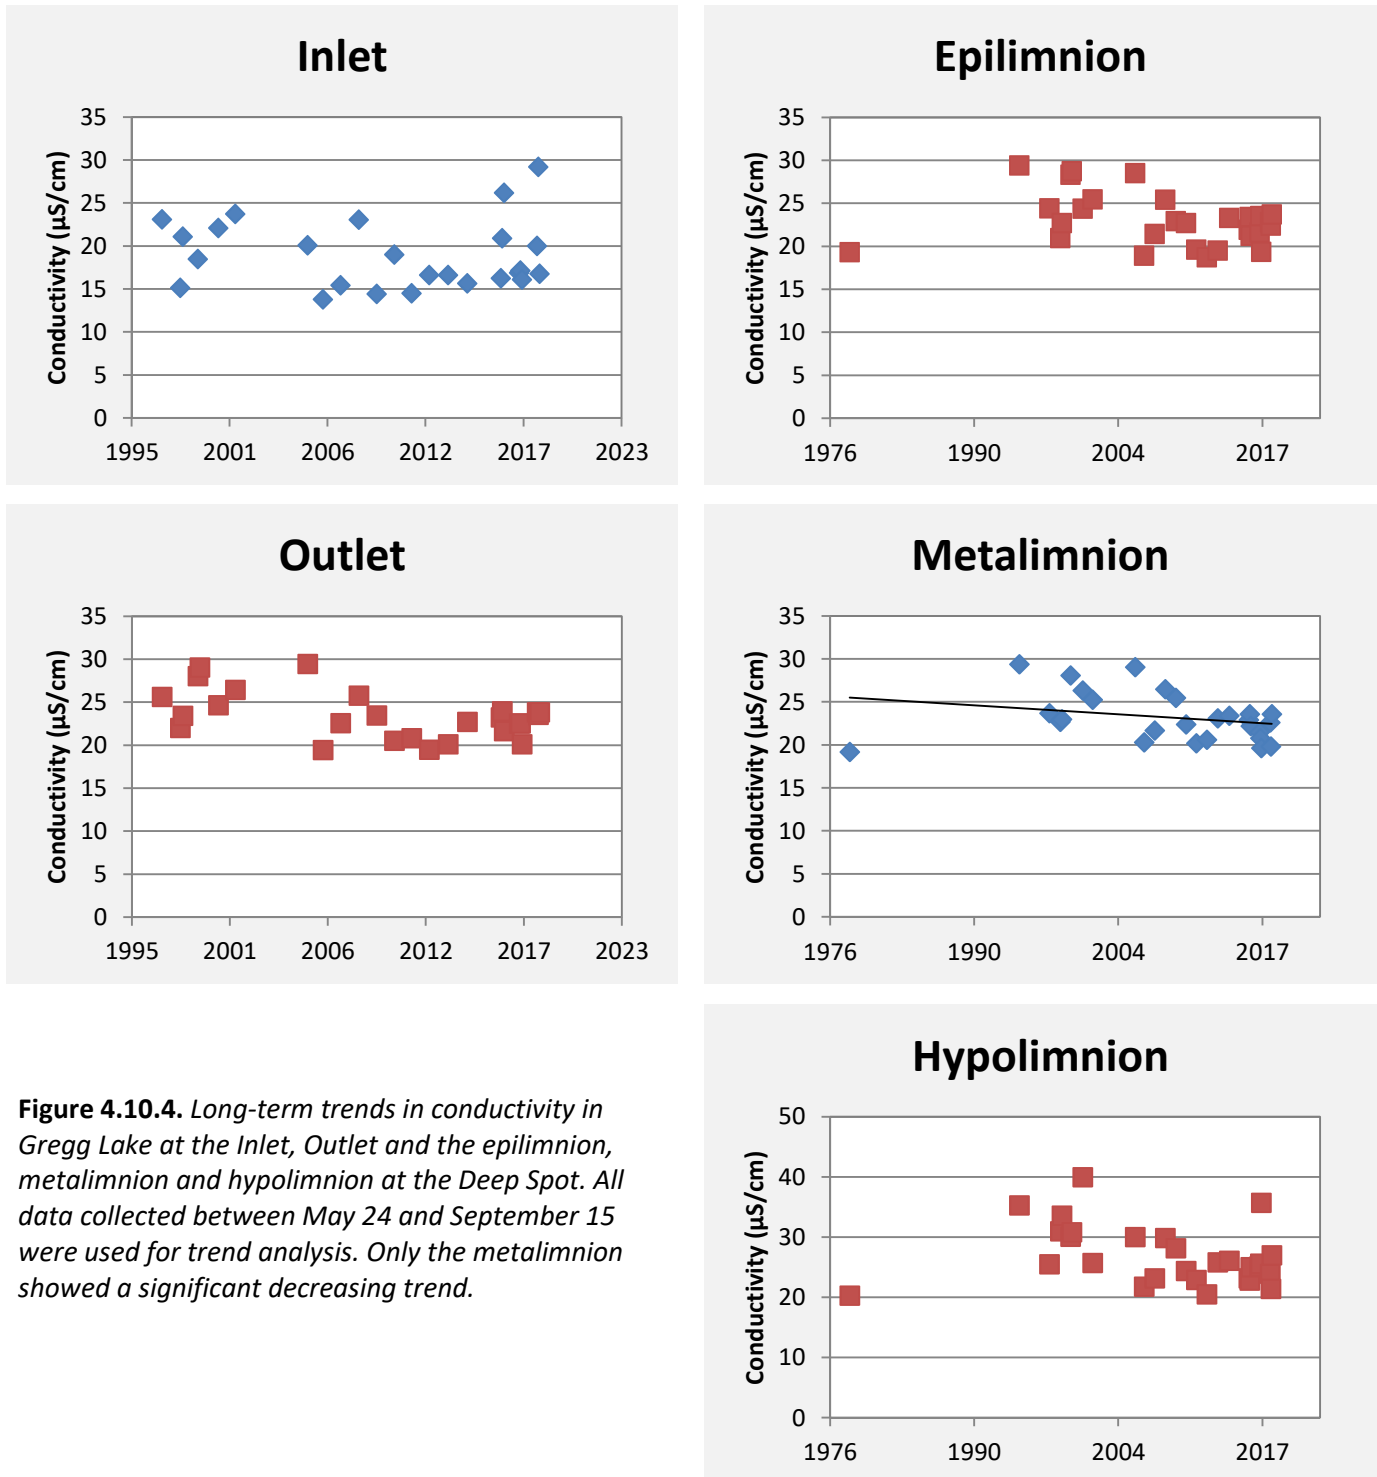 Inlet
Conductivity (µS/cm)
35
30
25
20
15
10
5
0
1995 2001 2006 2012 2017 2023
Epilimnion
Conductivity (µS/cm)
35
30
25
20
15
10
5
0
1976 1990 2004 2017
Outlet
Conductivity (µS/cm)
35
30
25
20
15
10
5
0
1995 2001 2006 2012 2017 2023
Metalimnion
Conductivity (µS/cm)
35
30
25
20
15
10
5
0
1976 1990 2004 2017
Figure 4.10.4. Long-term trends in conductivity in
Gregg Lake at the Inlet, Outlet and the epilimnion,
metalimnion and hypolimnion at the Deep Spot. All
data collected between May 24 and September 15
were used for trend analysis. Only the metalimnion
showed a significant decreasing trend.
Hypolimnion
Conductivity (µS/cm)
50
40
30
20
10
0
1976 1990 2004 2017